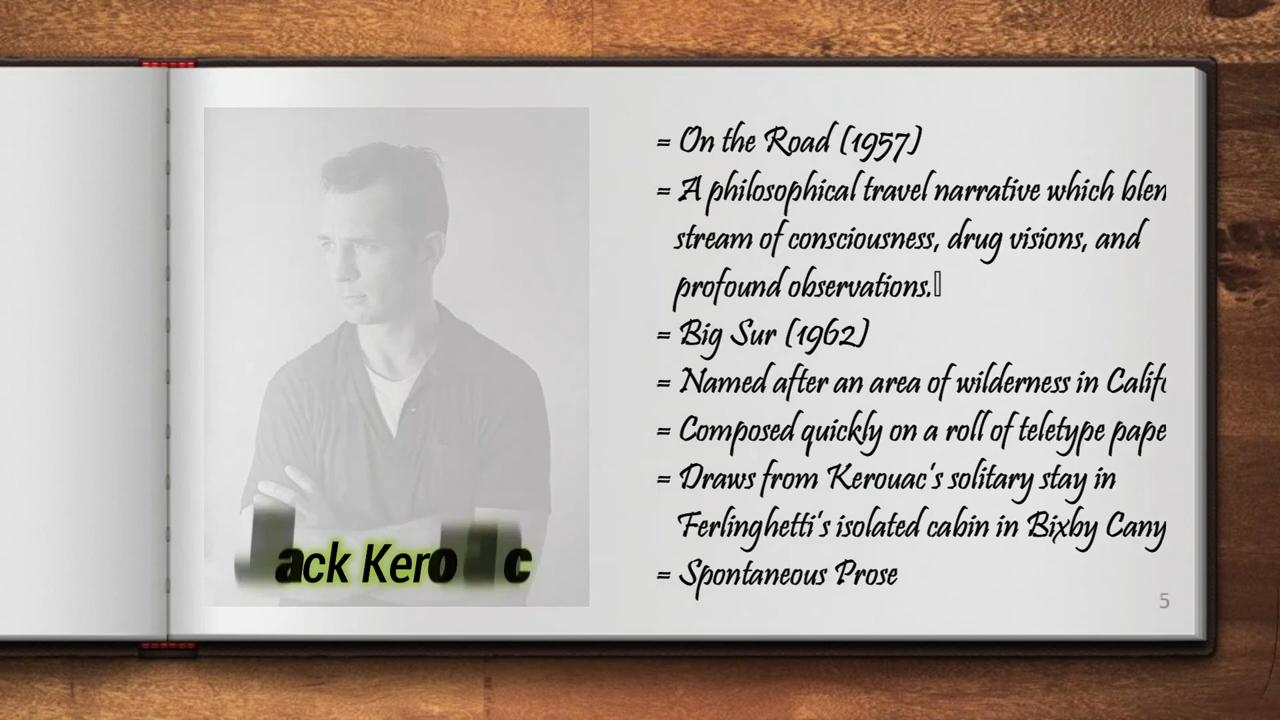 = On the Road (1957)
= A philosophical travel narrative which blen
stream of consciousness, drug visions, and
profound observations.
= Big Sur (1962)
= Named after an area of wilderness in Calif
= Composed quickly on a roll of teletype pape
= Draws from Kerouac's solitary stay in
Ferlinghetti's isolated cabin in Bixby Cany
= Spontaneous Prose
5